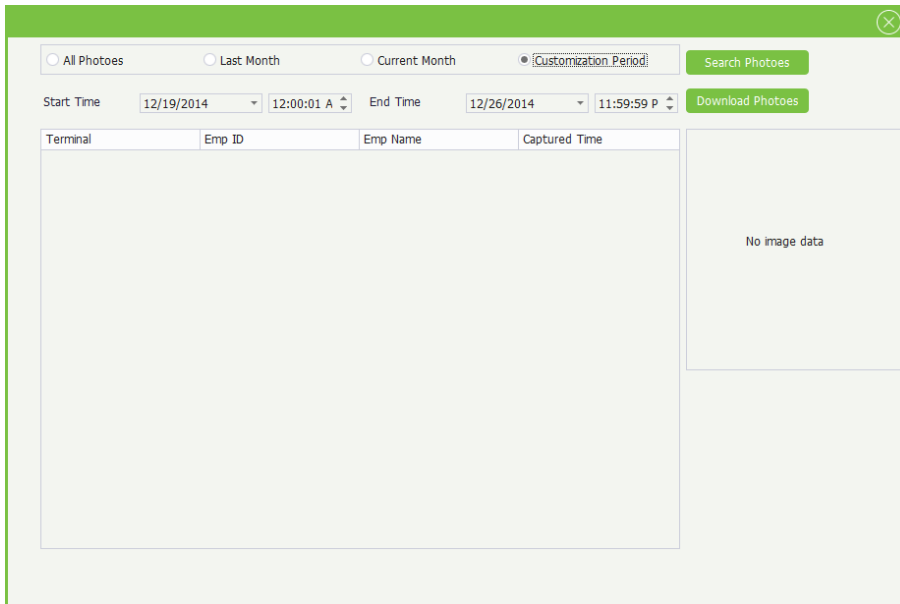 All Photoes Last Month Current Month Customization Period Search Photoes
Start Time 12/19/2014 12:00:01 A End Time 12/26/2014 11:59:59 P Download Photoes
Terminal Emp ID Emp Name Captured Time
No image data